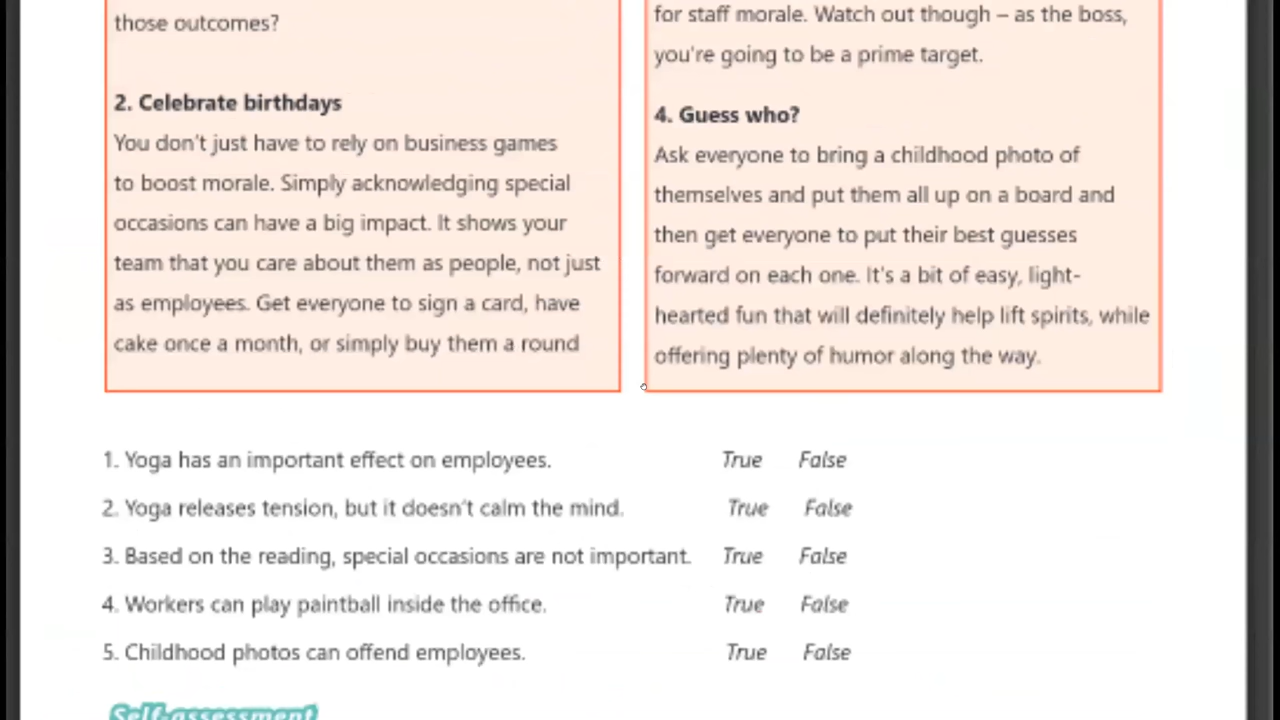 those outcomes?
2. Celebrate birthdays
You don't just have to rely on business games
to boost morale. Simply acknowledging special
occasions can have a big impact. It shows your
team that you care about them as people, not just
as employees. Get everyone to sign a card, have
cake once a month, or simply buy them a round
for staff morale. Watch out though – as the boss,
you're going to be a prime target.
4. Guess who?
Ask everyone to bring a childhood photo of
themselves and put them all up on a board and
then get everyone to put their best guesses
forward on each one. It's a bit of easy, light-
hearted fun that will definitely help lift spirits, while
offering plenty of humor along the way.
1. Yoga has an important effect on employees. True False
2. Yoga releases tension, but it doesn't calm the mind. True False
3. Based on the reading, special occasions are not important. True False
4. Workers can play paintball inside the office. True False
5. Childhood photos can offend employees. True False
Self-assessment